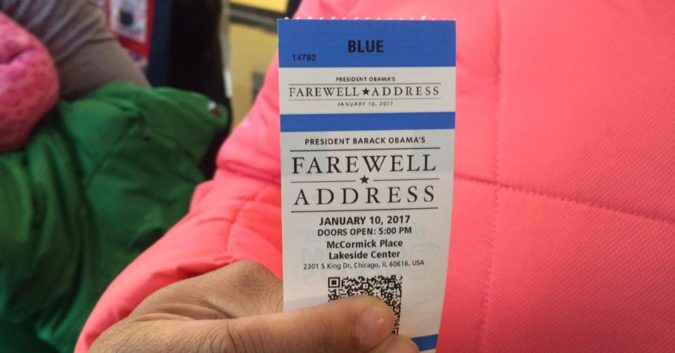 BLUE
14792
PRESIDENT OBAMA'S
FAREWELL★ADDRESS
JANUARY 10, 2017
PRESIDENT BARACK OBAMA'S
FAREWELL
★
ADDRESS
JANUARY 10, 2017
DOORS OPEN: 5:00 PM
McCormick Place
Lakeside Center
2301 S King Dr, Chicago, IL 60616, USA